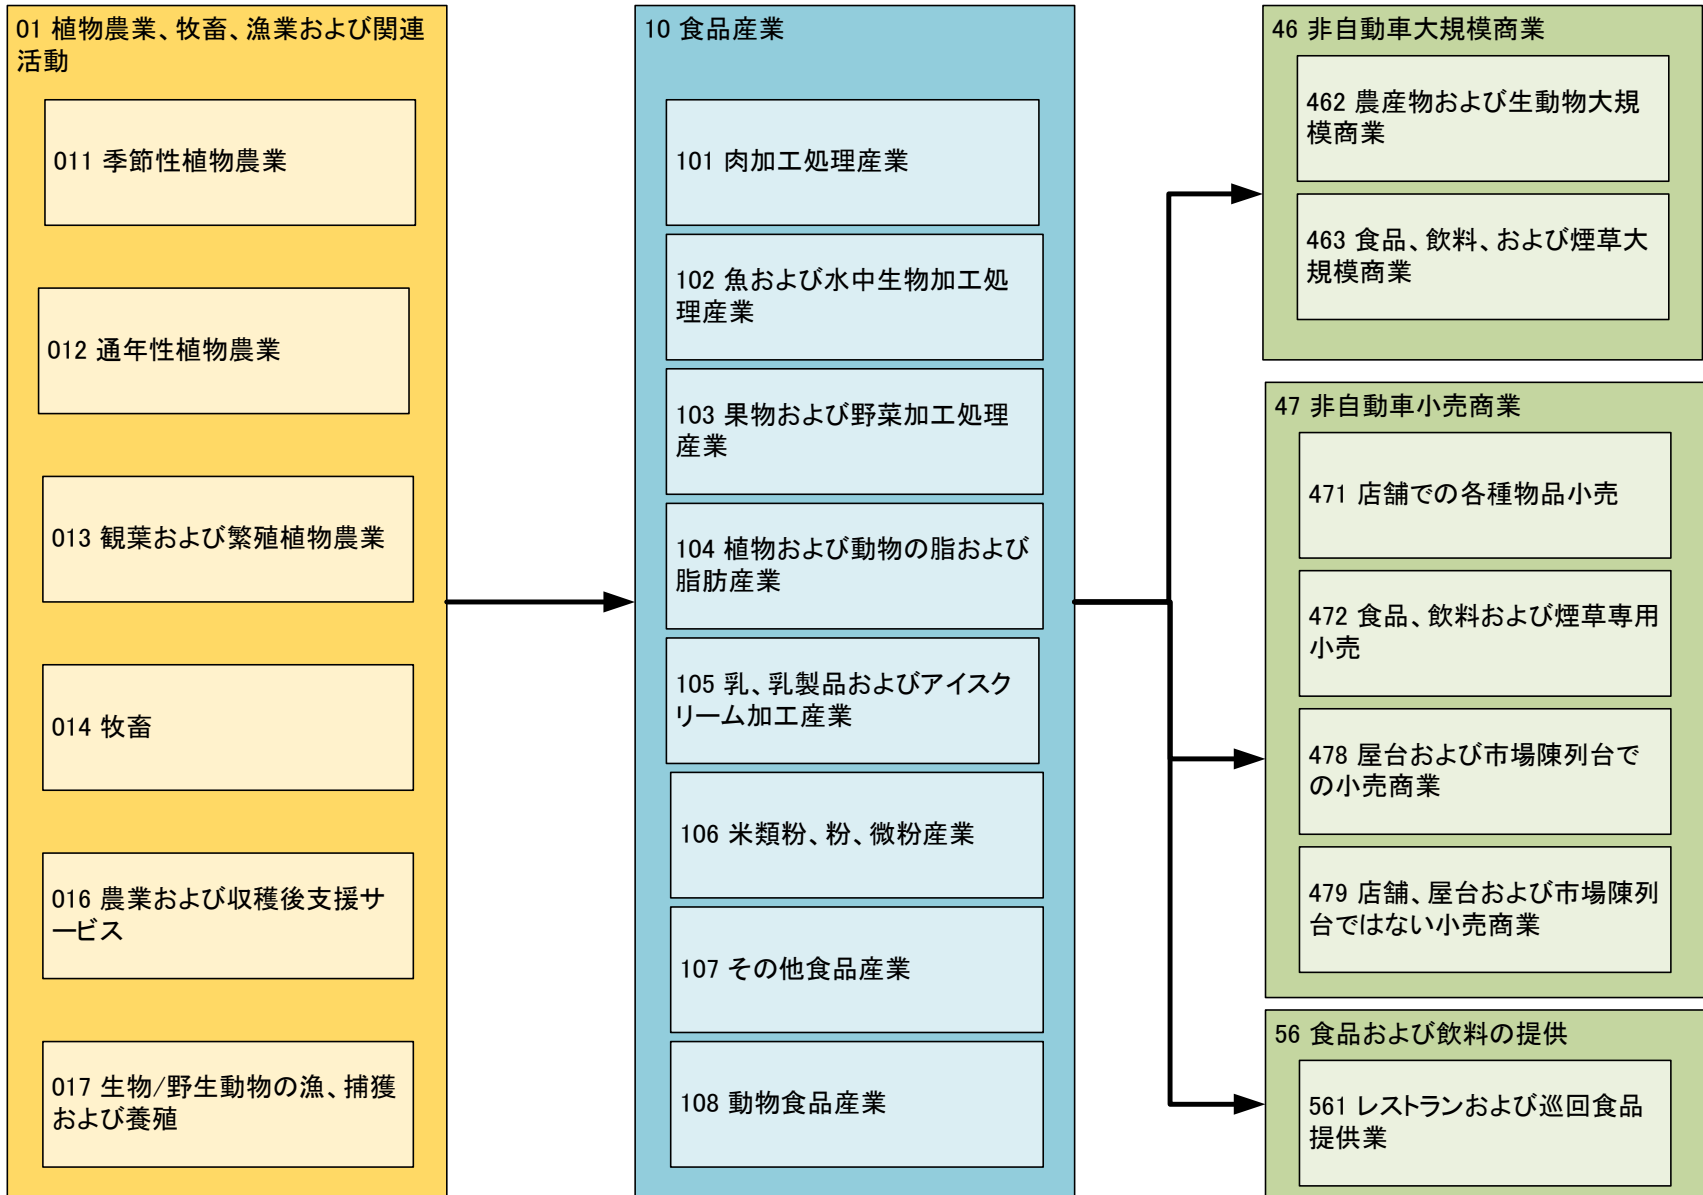 01 植物農業、牧畜、漁業および関連
活動
011 季節性植物農業
012 通年性植物農業
013 観葉および繁殖植物農業
014 牧畜
016 農業および収穫後支援サ
ービス
017 生物/野生動物の漁、捕獲
および養殖
10 食品産業
101 肉加工処理産業
102 魚および水中生物加工処
理産業
103 果物および野菜加工処理
産業
104 植物および動物の脂および
脂肪産業
105 乳、乳製品およびアイスク
リーム加工産業
106 米類粉、粉、微粉産業
107 その他食品産業
108 動物食品産業
46 非自動車大規模商業
462 農産物および生動物大規
模商業
463 食品、飲料、および煙草大
規模商業
47 非自動車小売商業
471 店舗での各種物品小売
472 食品、飲料および煙草専用
小売
478 屋台および市場陳列台で
の小売商業
479 店舗、屋台および市場陳列
台ではない小売商業
56 食品および飲料の提供
561 レストランおよび巡回食品
提供業